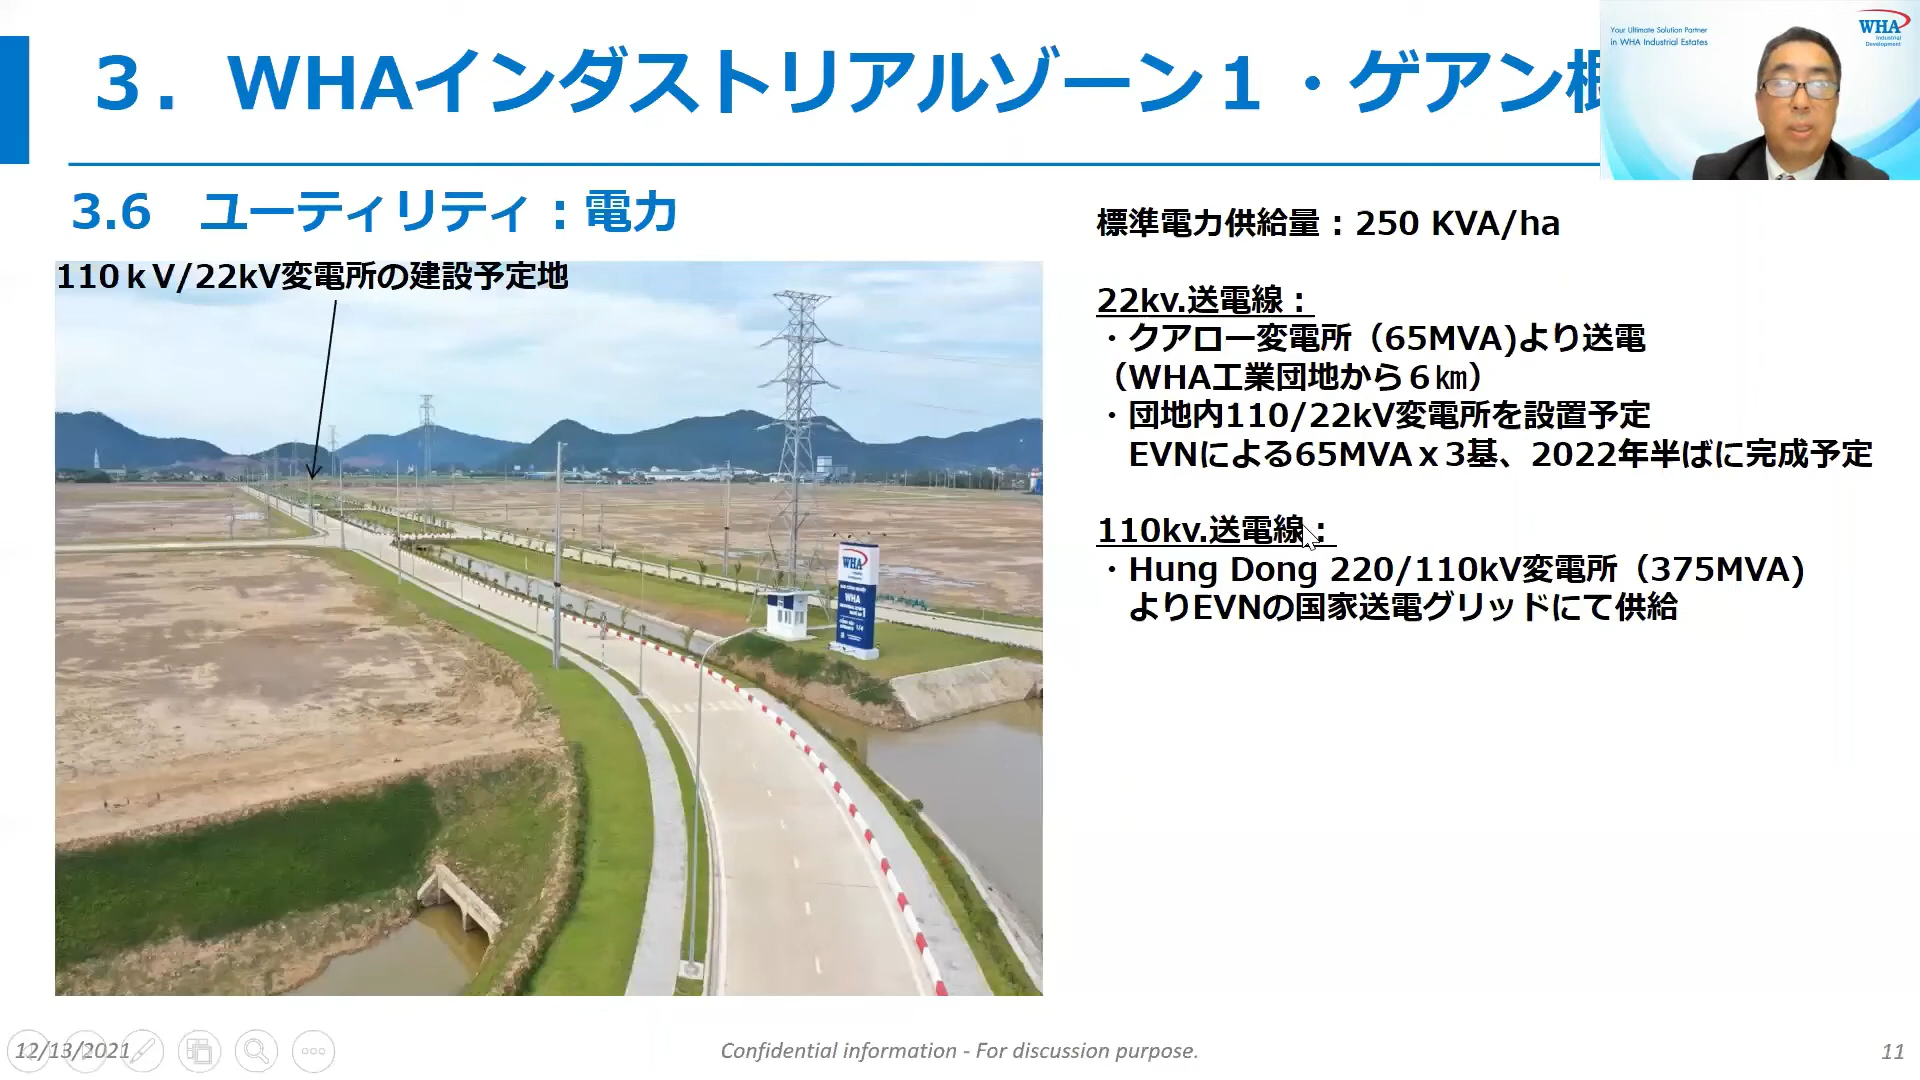 3．WHAインダストリアルゾーン１・ゲアン概
Your Ultimate Solution Partner
in WHA Industrial Estates
WHA
Industrial
Development
3.6　ユーティリティ：電力
110ｋV/22kV変電所の建設予定地
WHA
WHA
標準電力供給量：250 KVA/ha
22kv.送電線：
・クアロー変電所（65MVA)より送電
（WHA工業団地から６㎞）
・団地内110/22kV変電所を設置予定
EVNによる65MVAｘ3基、2022年半ばに完成予定
110kv.送電線：
・Hung Dong 220/110kV変電所（375MVA)
よりEVNの国家送電グリッドにて供給
12/13/2021
Confidential information - For discussion purpose.
11